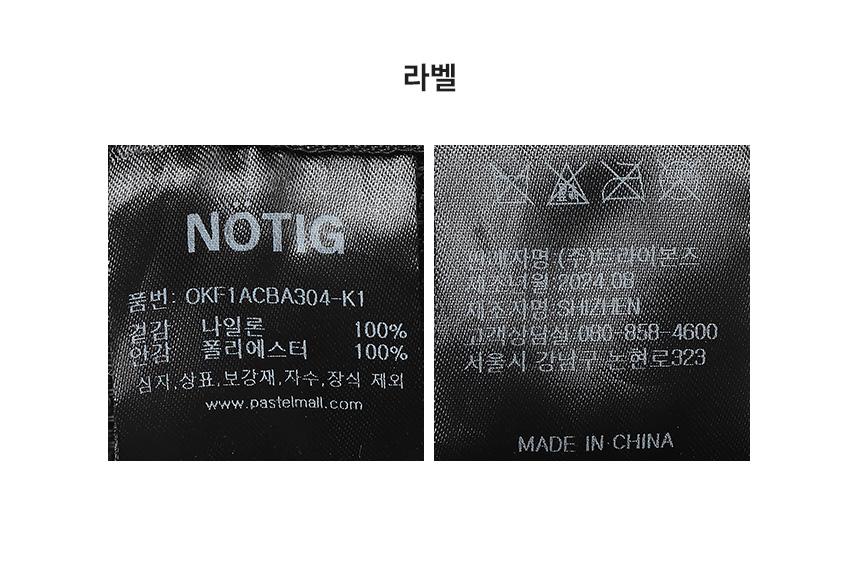 라벨
NÖTIG
품번: OKF1ACBA304-K1
겉감 나일론 100%
안감 폴리에스터 100%
심지,상표,보강재,자수,장식 제외
www.pastelmall.com
판매자명 (주)트라이본즈
제조년월 2024.08
제조자명 SHIZHEN
고객상담실 080-858-4600
서울시 강남구 논현로323
MADE IN CHINA